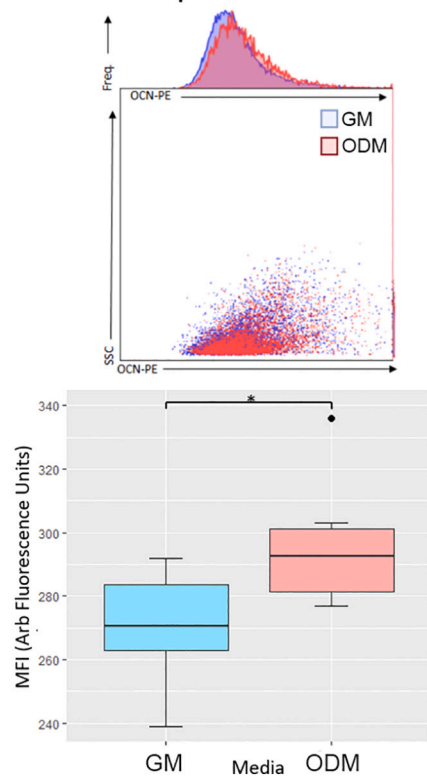 Freq.
OCN-PE
GM
ODM
SSC
OCN-PE
*
340
320
300
280
260
240
MFI (Arb Fluorescence Units)
GM
Media
ODM